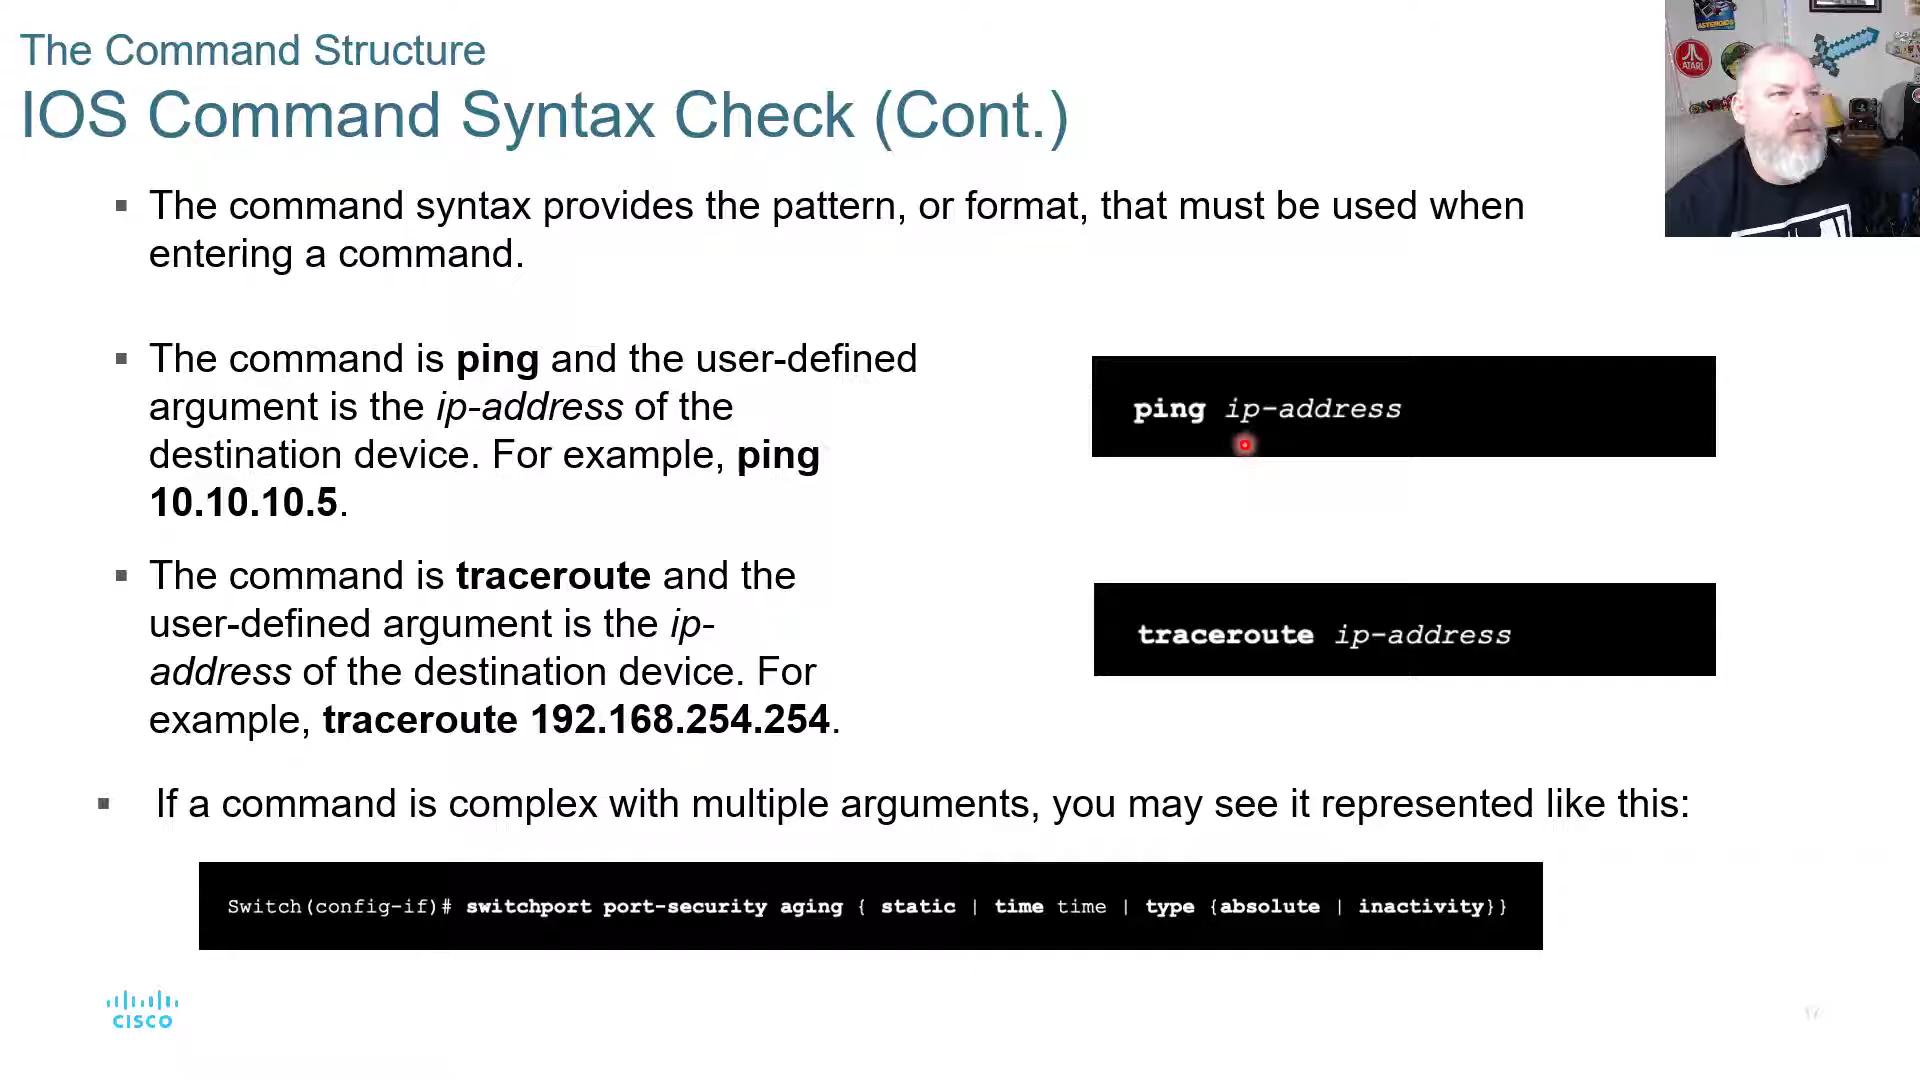 The Command Structure
IOS Command Syntax Check (Cont.)
ASTEROIDS
ATARI
▪ The command syntax provides the pattern, or format, that must be used when
entering a command.
▪ The command is ping and the user-defined
argument is the ip-address of the
destination device. For example, ping
10.10.10.5.
ping ip-address
▪ The command is traceroute and the
user-defined argument is the ip-
address of the destination device. For
example, traceroute 192.168.254.254.
traceroute ip-address
▪ If a command is complex with multiple arguments, you may see it represented like this:
Switch(config-if)# switchport port-security aging { static | time time | type {absolute | inactivity}}
CISCO
17